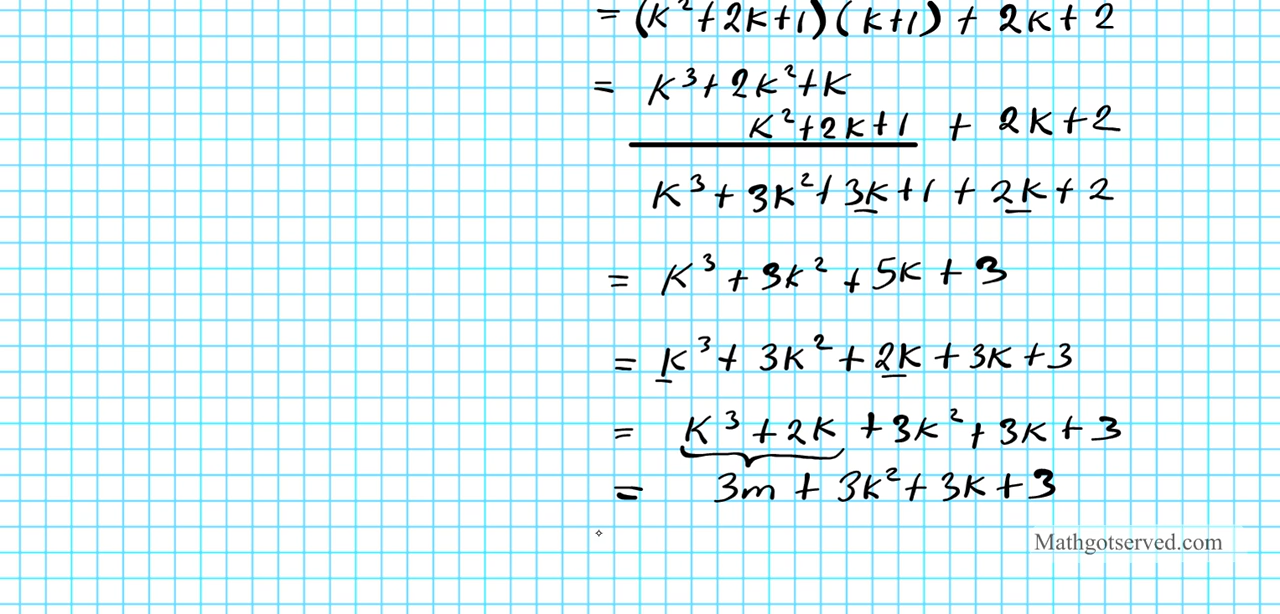 = (K²+2K+1)(K+1) + 2K+2
= K³+2K²+K
K²+2K+1 + 2K+2
K³+3K²+3K+1+2K+2
= K³+3K²+5K+3
= K³+3K²+2K+3K+3
= K³+2K+3K²+3K+3
= 3m+3K²+3K+3
Mathgotserved.com